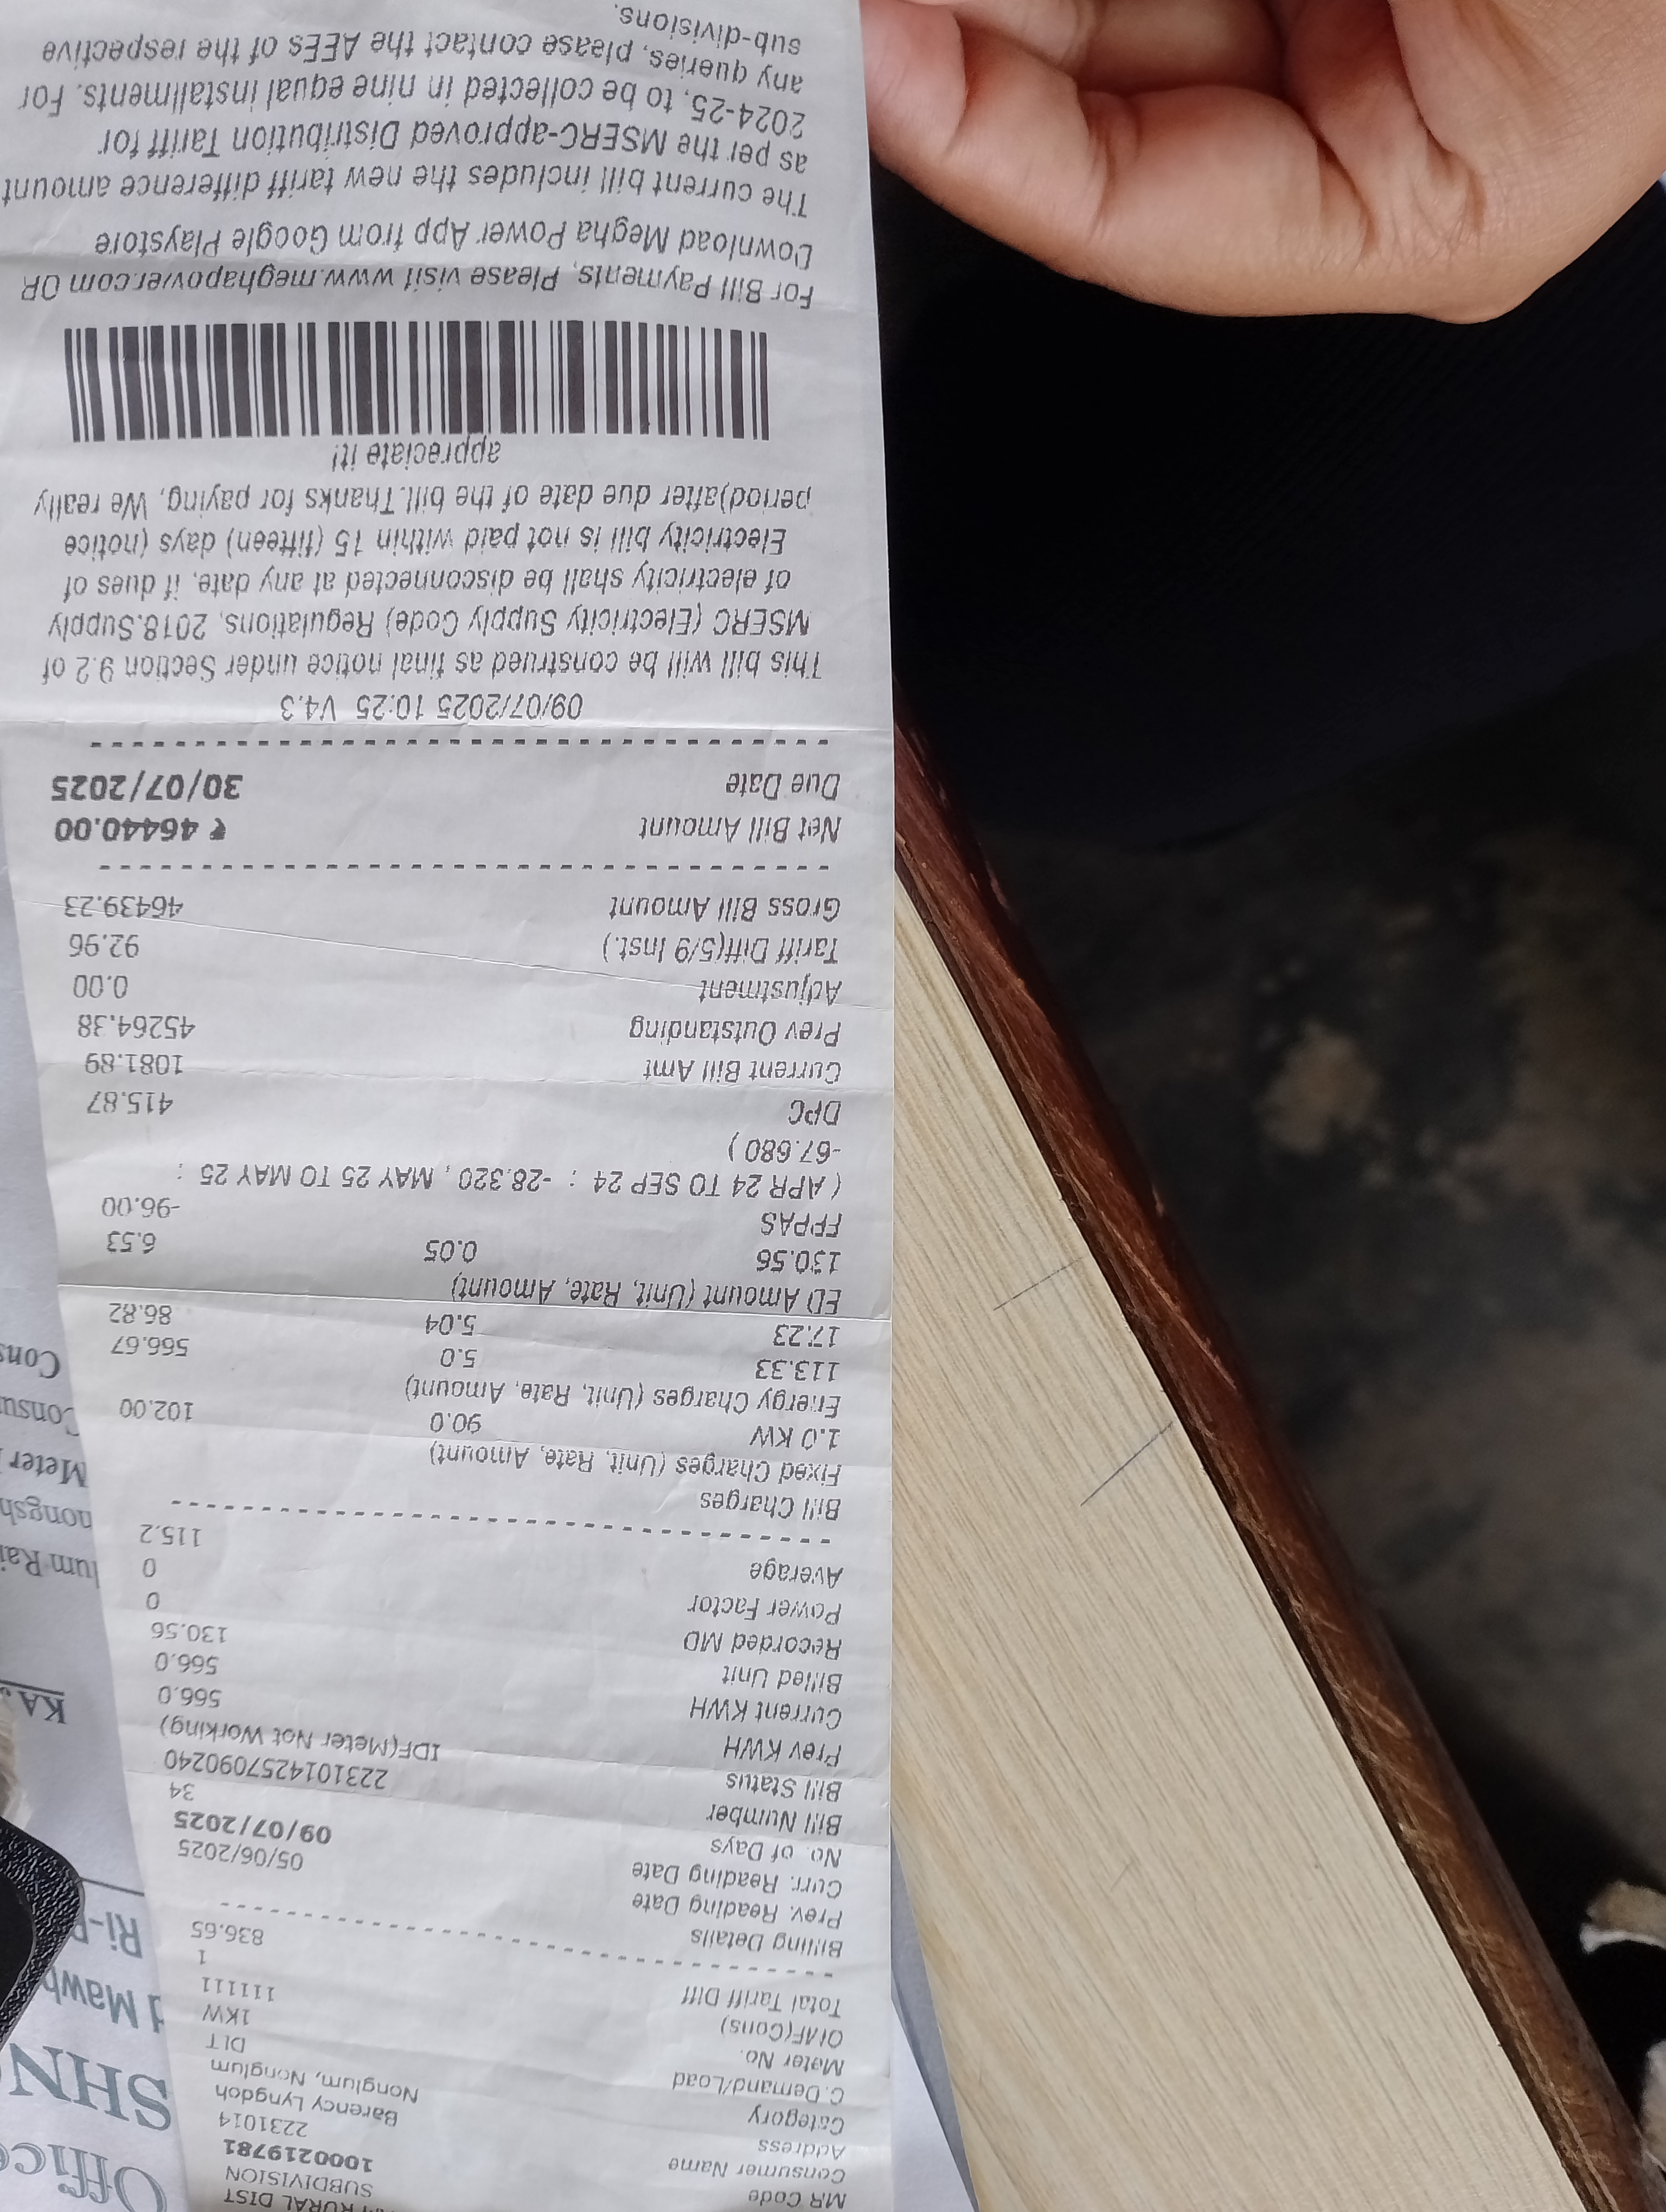 RURAL DIST
SUBDIVISION
1000219781
MR Code 2231014
Consumer Name Barency Lyngdoh
Address Nonglum, Nonglum
Category DLT
C.Demand/Load 1KW
Meter No. 111111
OMF(Cons) 1
Total Tariff Diff 836.65
Billing Details
Prev. Reading Date 05/06/2025
Curr. Reading Date 09/07/2025
No. of Days 34
Bill Number 2231014257090240
Bill Status IDF(Meter Not Working)
Prev KWH 566.0
Current KWH 566.0
Billed Unit 130.56
Recorded MD 0
Power Factor 0
Average 115.2
Bill Charges
Fixed Charges (Unit, Rate, Amount)
1.0 KW 90.0 102.00
Energy Charges (Unit, Rate, Amount)
113.33 5.0 566.67
17.23 5.04 86.82
ED Amount (Unit, Rate, Amount)
130.56 0.05 6.53
FPPAS -96.00
( APR 24 TO SEP 24 : -28.320 , MAY 25 TO MAY 25 :
-67.680 )
DPC 415.87
Current Bill Amt 1081.89
Prev Outstanding 45264.38
Adjustment 0.00
Tariff Diff(5/9 Inst.) 92.96
Gross Bill Amount 46439.23
Net Bill Amount ₹ 46440.00
Due Date 30/07/2025
09/07/2025 10:25 V4.3
This bill will be construed as final notice under Section 9.2 of
MSERC (Electricity Supply Code) Regulations, 2018.Supply
of electricity shall be disconnected at any date, if dues of
Electricity bill is not paid within 15 (fifteen) days (notice
period)after due date of the bill.Thanks for paying, We really
appreciate it!
For Bill Payments, Please visit www.meghapower.com OR
Download Megha Power App from Google Playstore
The current bill includes the new tariff difference amount
as per the MSERC-approved Distribution Tariff for
2024-25, to be collected in nine equal installments. For
any queries, please contact the AEEs of the respective
sub-divisions.
Offic
SHN
d Mawb
Ri-B
KA
lum Rai
nongsh
Meter
Consu
Cons